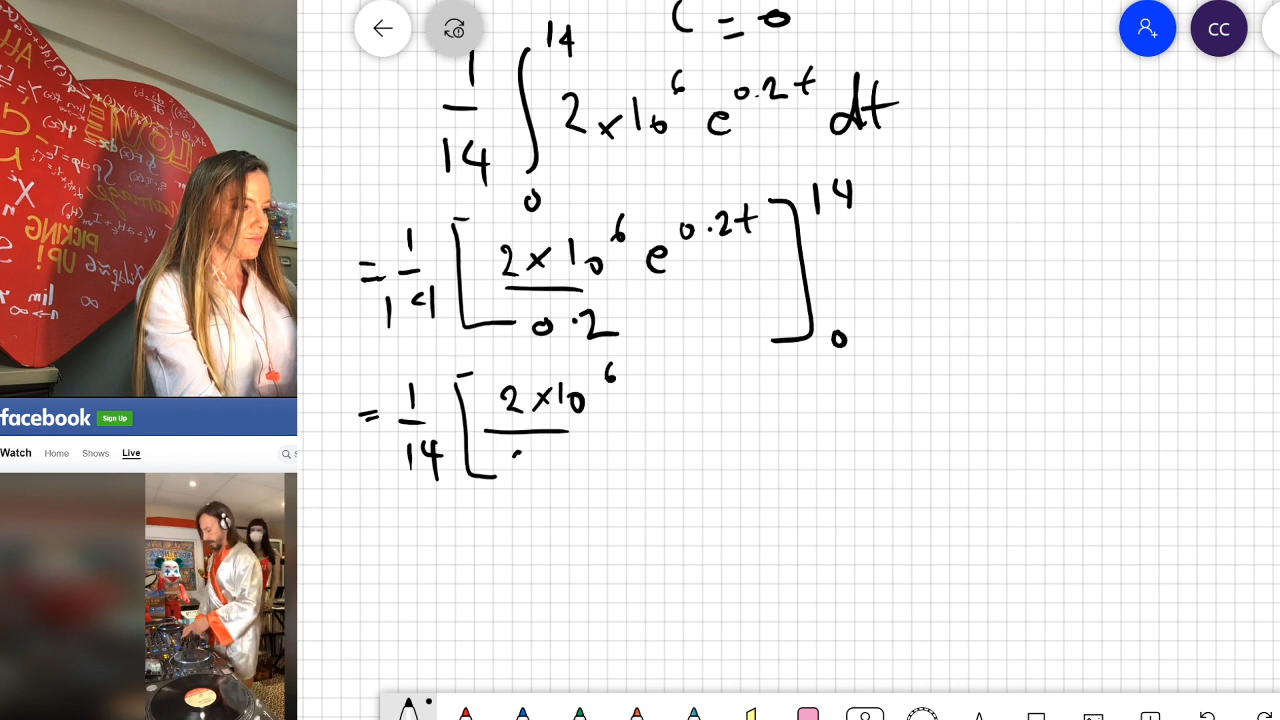 C = 0
1/14 ∫₀¹⁴ 2 × 10⁶ e^{0.2t} dt
= 1/14 [ 2 × 10⁶ / 0.2 e^{0.2t} ]₀¹⁴
= 1/14 [ 2 × 10⁶
CC
LOVE
PICKING
UP!
lim
n→∞
∞
facebook
Sign Up
Watch Home Shows Live